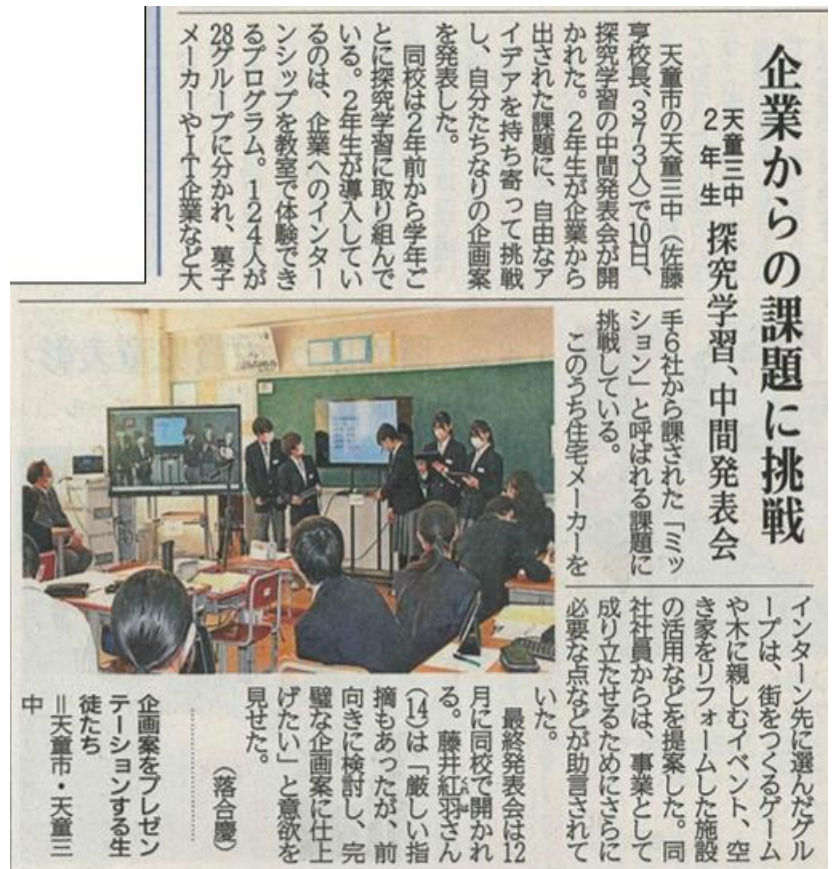 企業からの課題に挑戦
天童三中
2年生
探究学習、中間発表会
天童市の天童三中(佐藤
亨校長、373人)で10日、
探究学習の中間発表会が開
かれた。2年生が企業から
出された課題に、自由なア
イデアを持ち寄って挑戦
し、自分たちなりの企画案
を発表した。
同校は2年前から学年ご
とに探究学習に取り組んで
いる。2年生が導入してい
るのは、企業へのインター
ンシップを教室で体験でき
るプログラム。124人が
28グループに分かれ、菓子
メーカーやIT企業など大
手6社から課された「ミッ
ション」と呼ばれる課題に
挑戦している。
このうち住宅メーカーを
インターン先に選んだグル
ープは、街をつくるゲーム
や木に親しむイベント、空
き家をリフォームした施設
の活用などを提案した。同
社社員からは、事業として
成り立たせるためにさらに
必要な点などが助言されて
いた。
最終発表会は12
月に同校で開かれ
る。藤井紅羽さん
くれは
(14)は「厳しい指
摘もあったが、前
向きに検討し、完
璧な企画案に仕上
げたい」と意欲を
見せた。
(落合慶)
企画案をプレゼン
テーションする生
徒たち
=天童市・天童三
中